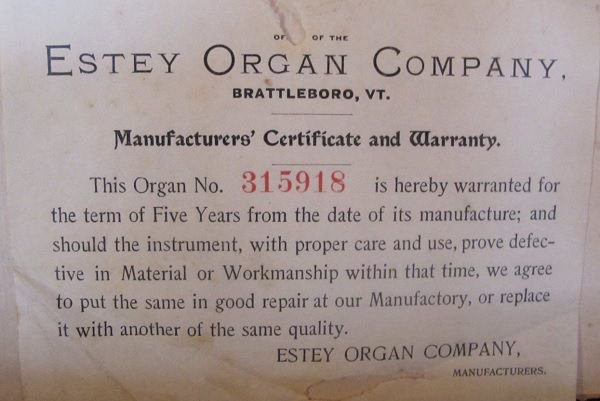 OF OF THE
ESTEY ORGAN COMPANY,
BRATTLEBORO, VT.
Manufacturers' Certificate and Warranty.
This Organ No. 315918 is hereby warranted for
the term of Five Years from the date of its manufacture; and
should the instrument, with proper care and use, prove defec-
tive in Material or Workmanship within that time, we agree
to put the same in good repair at our Manufactory, or replace
it with another of the same quality.
ESTEY ORGAN COMPANY,
MANUFACTURERS.